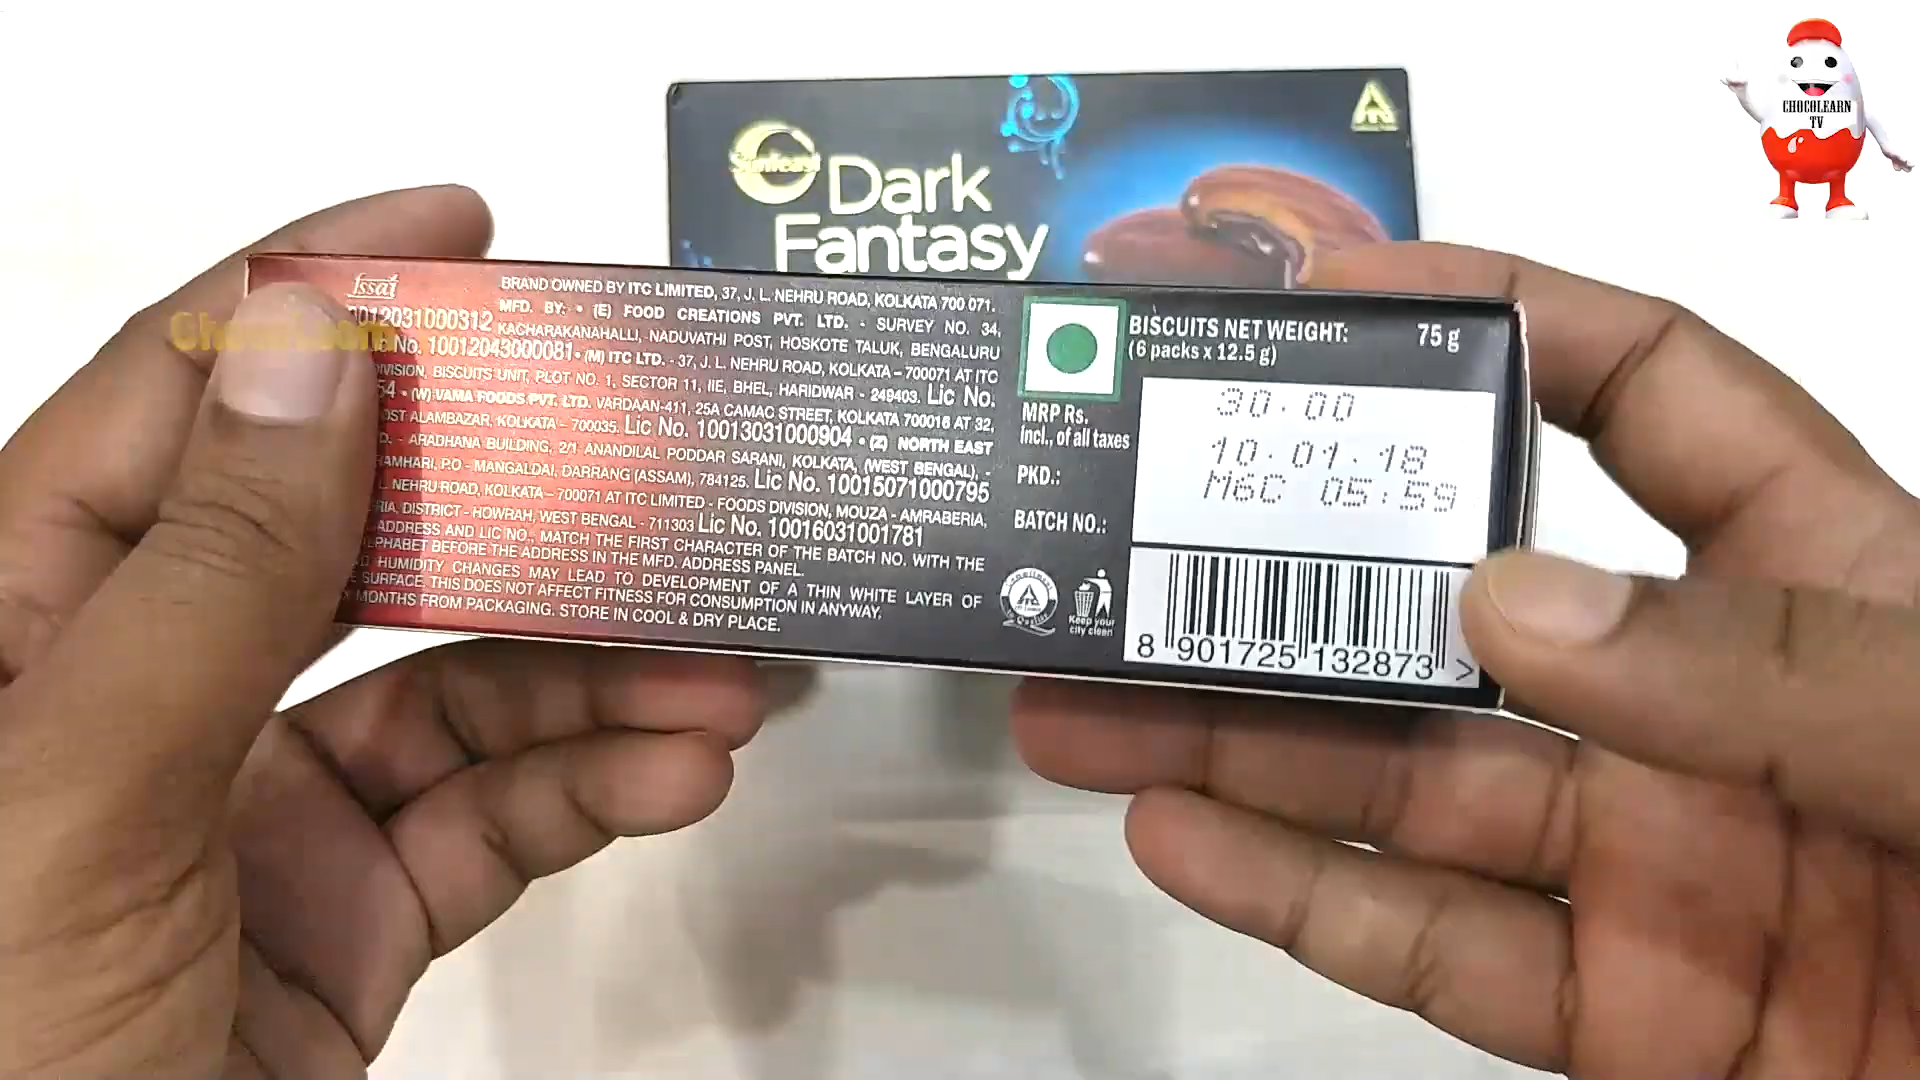 CHOCOLEARN
TV
Sunfeast
Dark
Fantasy
fssai
BRAND OWNED BY ITC LIMITED, 37, J. L. NEHRU ROAD, KOLKATA 700 071.
012031000312 MFD. BY: • (E) FOOD CREATIONS PVT. LTD. - SURVEY NO. 34,
KACHARAKANAHALLI, NADUVATHI POST, HOSKOTE TALUK, BENGALURU
No. 10012043000081 • (M) ITC LTD. - 37, J. L. NEHRU ROAD, KOLKATA – 700071 AT ITC
DIVISION, BISCUITS UNIT, PLOT NO. 1, SECTOR 11, IIE, BHEL, HARIDWAR - 249403. Lic No.
54 • (W) VAMA FOODS PVT. LTD. VARDAAN-411, 25A CAMAC STREET, KOLKATA 700016 AT 32,
OST ALAMBAZAR, KOLKATA – 700035. Lic No. 10013031000904 • (Z) NORTH EAST
D. - ARADHANA BUILDING, 2/1 ANANDILAL PODDAR SARANI, KOLKATA, (WEST BENGAL). -
RAMHARI, P.O - MANGALDAI, DARRANG (ASSAM), 784125. Lic No. 10015071000795
L. NEHRU ROAD, KOLKATA – 700071 AT ITC LIMITED - FOODS DIVISION, MOUZA - AMRABERIA,
RIA, DISTRICT - HOWRAH, WEST BENGAL - 711303 Lic No. 10016031001781
ADDRESS AND LIC NO., MATCH THE FIRST CHARACTER OF THE BATCH NO. WITH THE
LPHABET BEFORE THE ADDRESS IN THE MFD. ADDRESS PANEL.
D HUMIDITY CHANGES MAY LEAD TO DEVELOPMENT OF A THIN WHITE LAYER OF
E SURFACE. THIS DOES NOT AFFECT FITNESS FOR CONSUMPTION IN ANYWAY.
X MONTHS FROM PACKAGING. STORE IN COOL & DRY PLACE.
BISCUITS NET WEIGHT: 75 g
(6 packs x 12.5 g)
MRP Rs. 30.00
Incl., of all taxes
PKD.: 10.01.18
BATCH NO.: M6C 05:59
Keep your
city clean
8 901725 132873 >